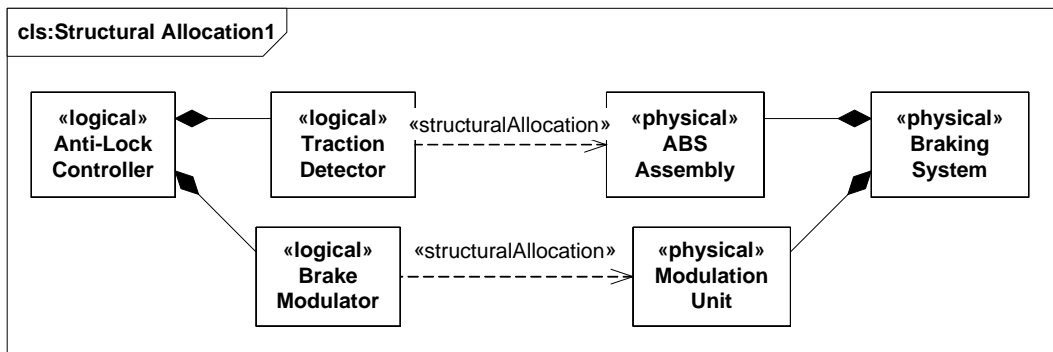 cls:Structural Allocation1
«logical»
Anti-Lock
Controller
«logical»
Traction
Detector
«structuralAllocation»
«physical»
ABS
Assembly
«physical»
Braking
System
«logical»
Brake
Modulator
«structuralAllocation»
«physical»
Modulation
Unit